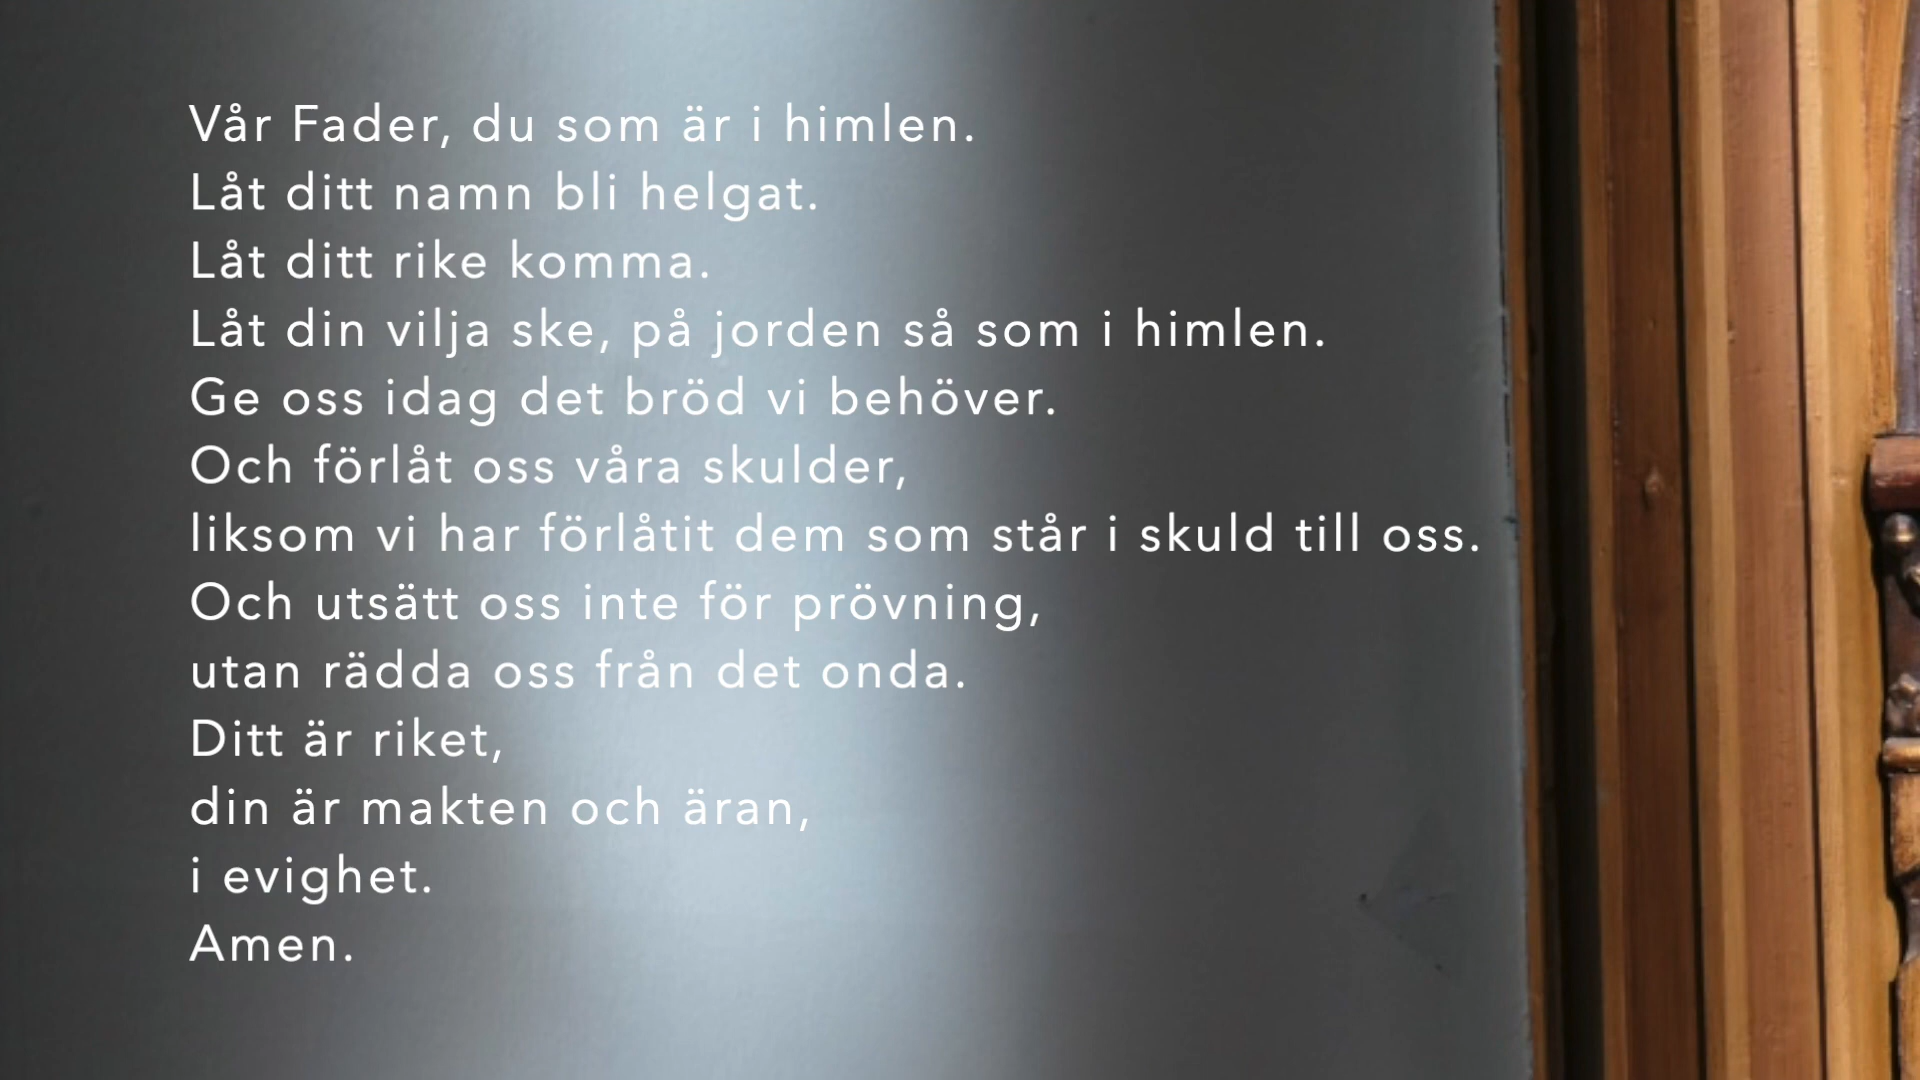 Vår Fader, du som är i himlen.
Låt ditt namn bli helgat.
Låt ditt rike komma.
Låt din vilja ske, på jorden så som i himlen.
Ge oss idag det bröd vi behöver.
Och förlåt oss våra skulder,
liksom vi har förlåtit dem som står i skuld till oss.
Och utsätt oss inte för prövning,
utan rädda oss från det onda.
Ditt är riket,
din är makten och äran,
i evighet.
Amen.